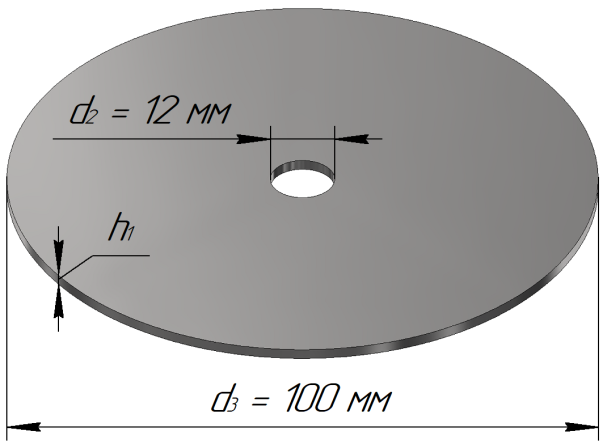 d₂ = 12 мм
h₁
d₃ = 100 мм